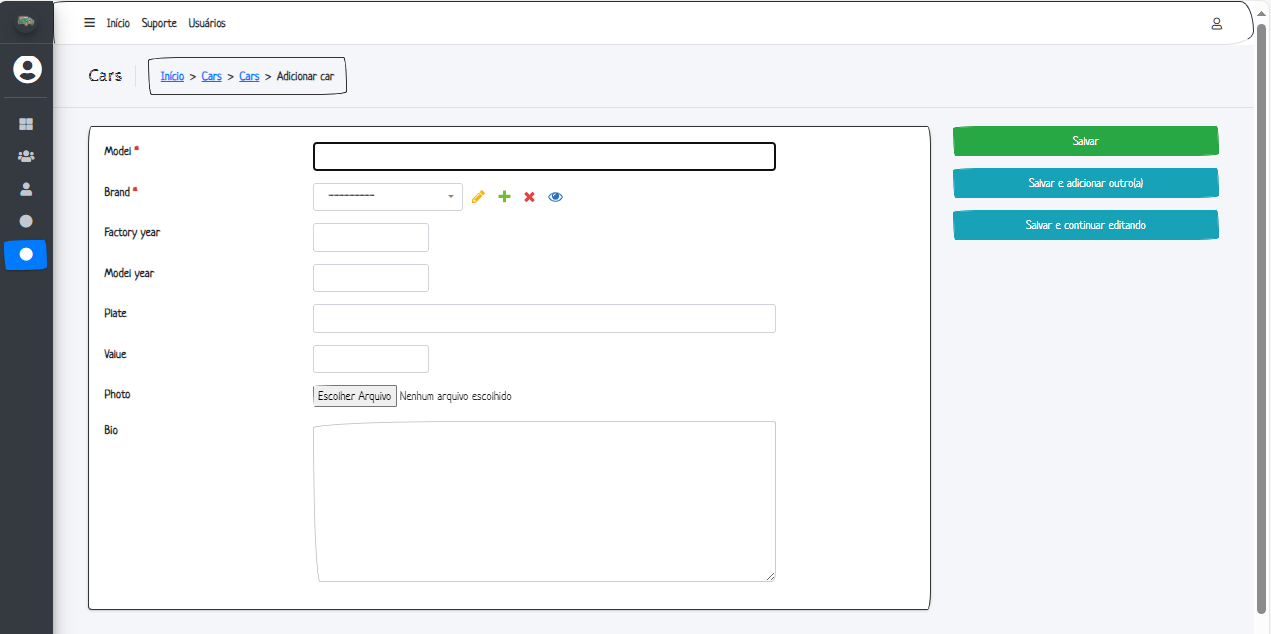 Início Suporte Usuários
Cars
Início > Cars > Cars > Adicionar car
Model *
Brand * ---------
Factory year
Model year
Plate
Value
Photo Escolher Arquivo Nenhum arquivo escolhido
Bio
Salvar
Salvar e adicionar outro(a)
Salvar e continuar editando